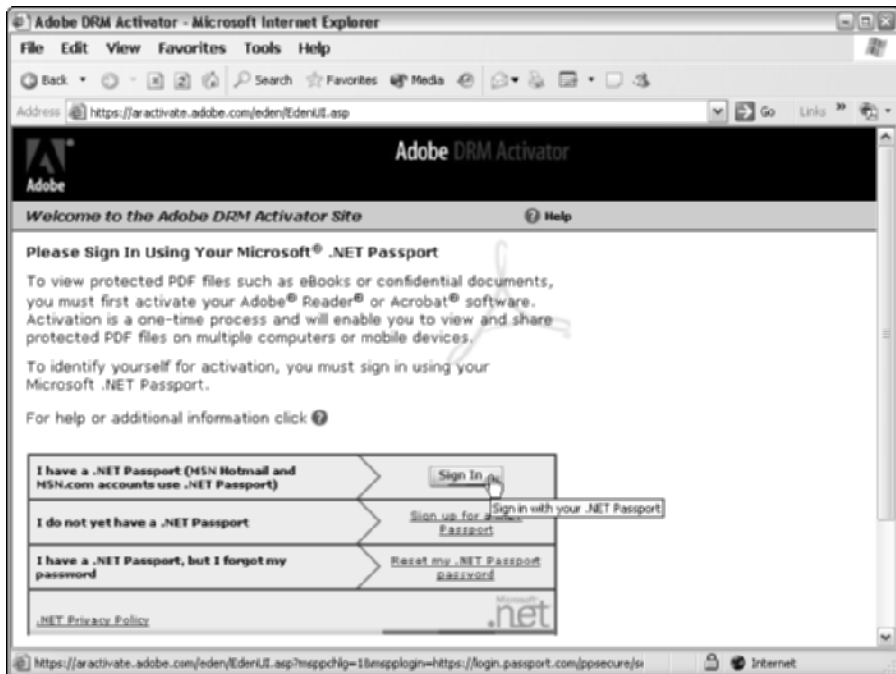 Adobe DRM Activator - Microsoft Internet Explorer
File Edit View Favorites Tools Help
Back Search Favorites Media
Address https://aractivate.adobe.com/eden/EdenUI.asp Go Links »
Adobe
Adobe DRM Activator
Welcome to the Adobe DRM Activator Site ? Help
Please Sign In Using Your Microsoft® .NET Passport
To view protected PDF files such as eBooks or confidential documents,
you must first activate your Adobe® Reader® or Acrobat® software.
Activation is a one-time process and will enable you to view and share
protected PDF files on multiple computers or mobile devices.
To identify yourself for activation, you must sign in using your
Microsoft .NET Passport.
For help or additional information click ?
I have a .NET Passport (MSN Hotmail and
MSN.com accounts use .NET Passport)
Sign In
Sign in with your .NET Passport
I do not yet have a .NET Passport
Sign up for a
Passport
I have a .NET Passport, but I forgot my
password
Reset my .NET Passport
password
.NET Privacy Policy
Microsoft
.net
https://aractivate.adobe.com/eden/EdenUI.asp?msppchlg=1&mspplogin=https://login.passport.com/ppsecure/s Internet